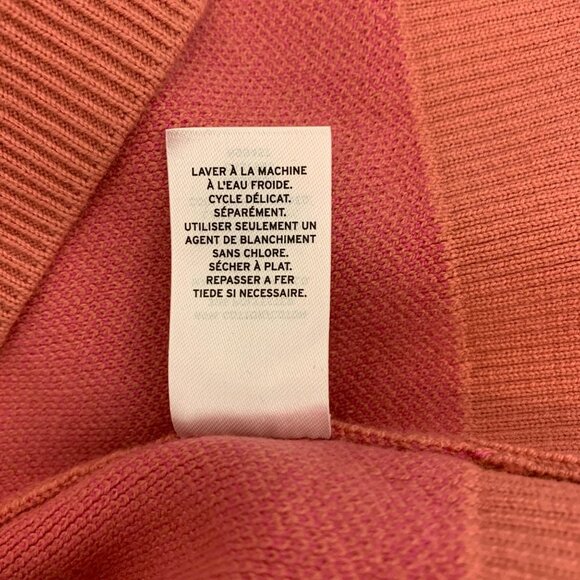 LAVER À LA MACHINE
À L'EAU FROIDE.
CYCLE DÉLICAT.
SÉPARÉMENT.
UTILISER SEULEMENT UN
AGENT DE BLANCHIMENT
SANS CHLORE.
SÉCHER À PLAT.
REPASSER A FER
TIEDE SI NECESSAIRE.